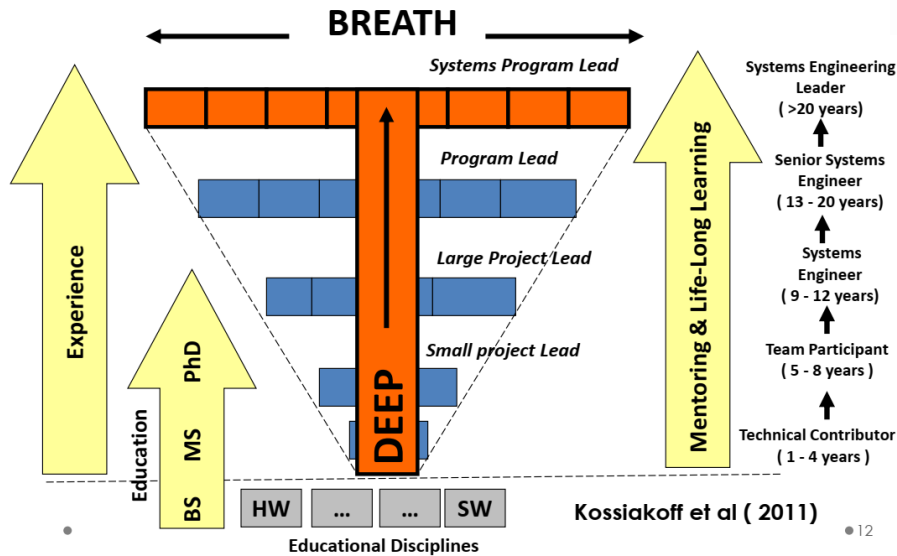 BREATH
Systems Program Lead
Program Lead
Large Project Lead
Small project Lead
DEEP
Experience
Education
BS MS PhD
Mentoring & Life-Long Learning
Systems Engineering
Leader
( >20 years)
Senior Systems
Engineer
( 13 - 20 years)
Systems
Engineer
(9 - 12 years)
Team Participant
( 5 - 8 years )
Technical Contributor
( 1 - 4 years )
HW
...
...
SW
Educational Disciplines
Kossiakoff et al ( 2011)
12